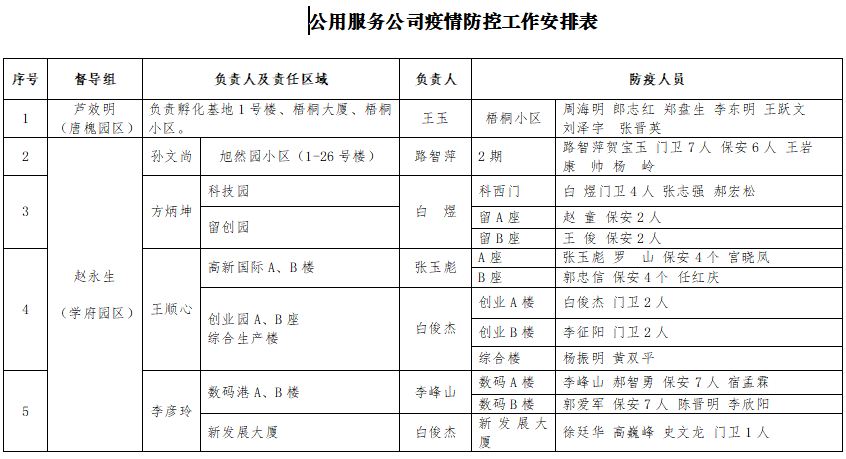 公用服务公司疫情防控工作安排表
序号 督导组 负责人及责任区域 负责人 防疫人员
1 芦效明（唐槐园区） 负责孵化基地1号楼、梧桐大厦、梧桐小区。 王玉 梧桐小区 周海明 郎志红 郑盘生 李东明 王跃文
刘泽宇 张晋英
2 孙文尚 旭然园小区（1-26号楼） 路智萍 2期 路智萍贺宝玉 门卫7人 保安6人 王岩
康 帅 杨 岭
3 方炳坤 科技园 白 煜 科西门 白 煜门卫4人 张志强 郝宏松
留创园 留A座 赵 童 保安2人
留B座 王 俊 保安2人
赵永生
（学府园区）
4 王顺心 高新国际A、B楼 张玉彪 A座 张玉彪 罗 山 保安4个 官晓凤
B座 郭忠信 保安4个 任红庆
创业园A、B座
综合生产楼 白俊杰 创业A楼 白俊杰 门卫2人
创业B楼 李征阳 门卫2人
综合楼 杨振明 黄双平
5 李彦玲 数码港A、B楼 李峰山 数码A楼 李峰山 郝智勇 保安7人 宿孟霖
数码B楼 郭爱军 保安7人 陈晋明 李欣阳
新发展大厦 白俊杰 新发展大厦 徐廷华 高巍峰 史文龙 门卫1人